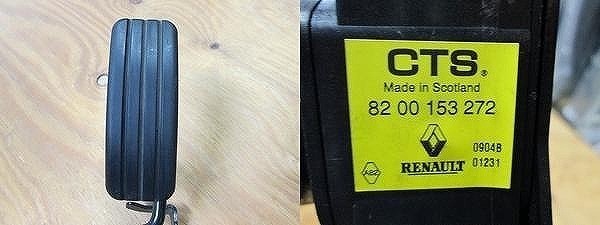 CTS®
Made in Scotland
82 00 153 272
RENAULT
0904B
01231